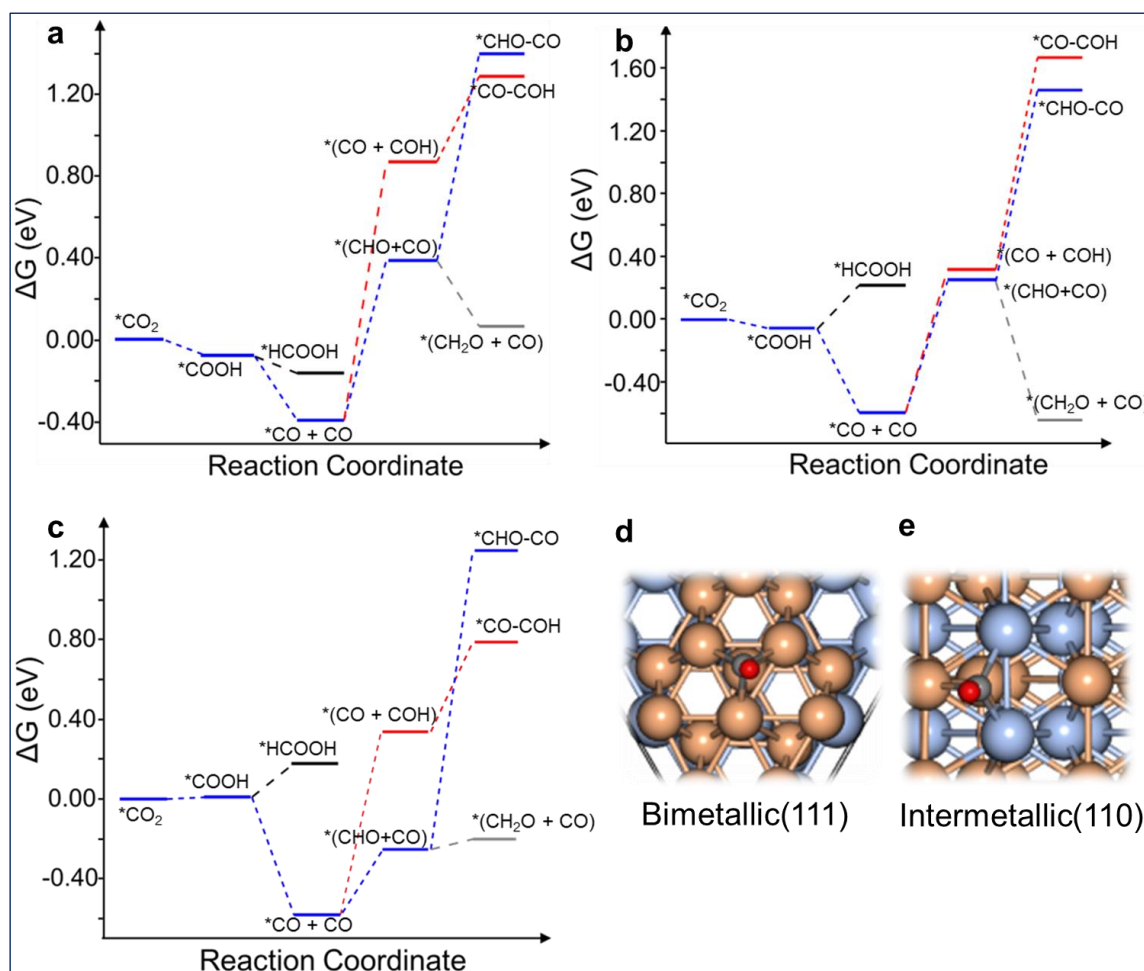 a
ΔG (eV)
1.20
0.80
0.40
0.00
-0.40
*CHO-CO
*CO-COH
*(CO + COH)
*(CHO+CO)
*CO₂
*COOH
*HCOOH
*(CH₂O + CO)
*CO + CO
Reaction Coordinate
b
ΔG (eV)
1.60
1.20
0.80
0.40
0.00
-0.40
*CO-COH
*CHO-CO
*HCOOH
*(CO + COH)
*(CHO+CO)
*CO₂
*COOH
*(CH₂O + CO
*CO + CO
Reaction Coordinate
c
ΔG (eV)
1.20
0.80
0.40
0.00
-0.40
*CHO-CO
*CO-COH
*(CO + COH)
*HCOOH
*COOH
*CO₂
*(CHO+CO)
*(CH₂O + CO)
*CO + CO
Reaction Coordinate
d
Bimetallic(111)
e
Intermetallic(110)